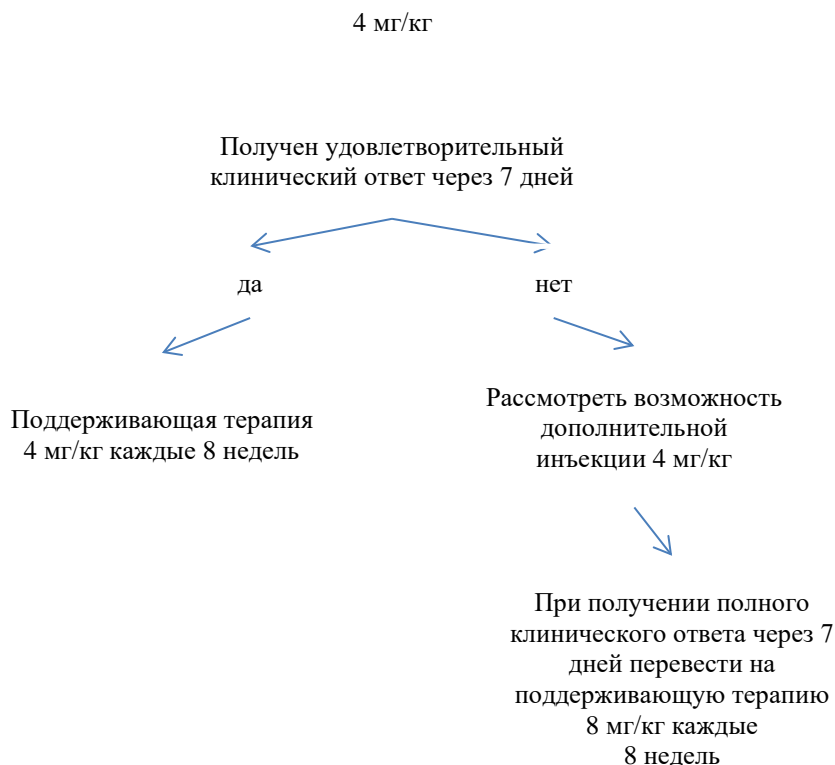 4 мг/кг
Получен удовлетворительный
клинический ответ через 7 дней
да
нет
Поддерживающая терапия
4 мг/кг каждые 8 недель
Рассмотреть возможность
дополнительной
инъекции 4 мг/кг
При получении полного
клинического ответа через 7
дней перевести на
поддерживающую терапию
8 мг/кг каждые
8 недель